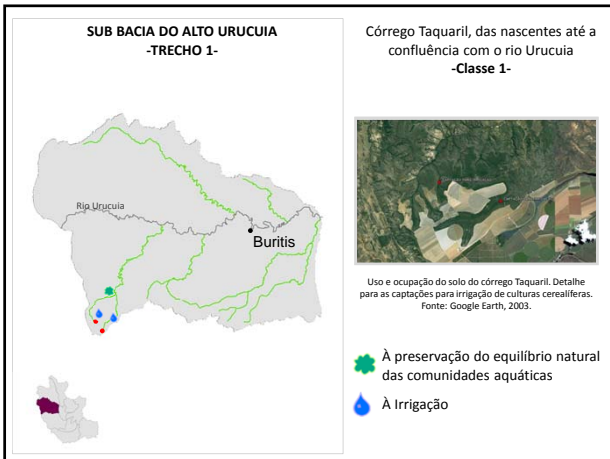 SUB BACIA DO ALTO URUCUIA
-TRECHO 1-
Rio Urucuia
Buritis
Córrego Taquaril, das nascentes até a
confluência com o rio Urucuia
-Classe 1-
Uso e ocupação do solo do córrego Taquaril. Detalhe
para as captações para irrigação de culturas cerealíferas.
Fonte: Google Earth, 2003.
À preservação do equilíbrio natural
das comunidades aquáticas
À Irrigação